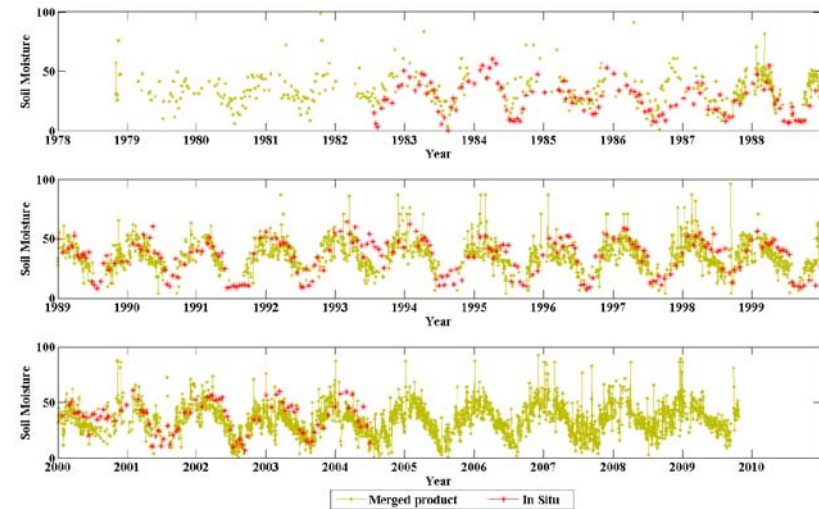 100
50
0
Soil Moisture
1978 1979 1980 1981 1982 1983 1984 1985 1986 1987 1988
Year
100
50
0
Soil Moisture
1989 1990 1991 1992 1993 1994 1995 1996 1997 1998 1999
Year
100
50
0
Soil Moisture
2000 2001 2002 2003 2004 2005 2006 2007 2008 2009 2010
Year
Merged product In Situ